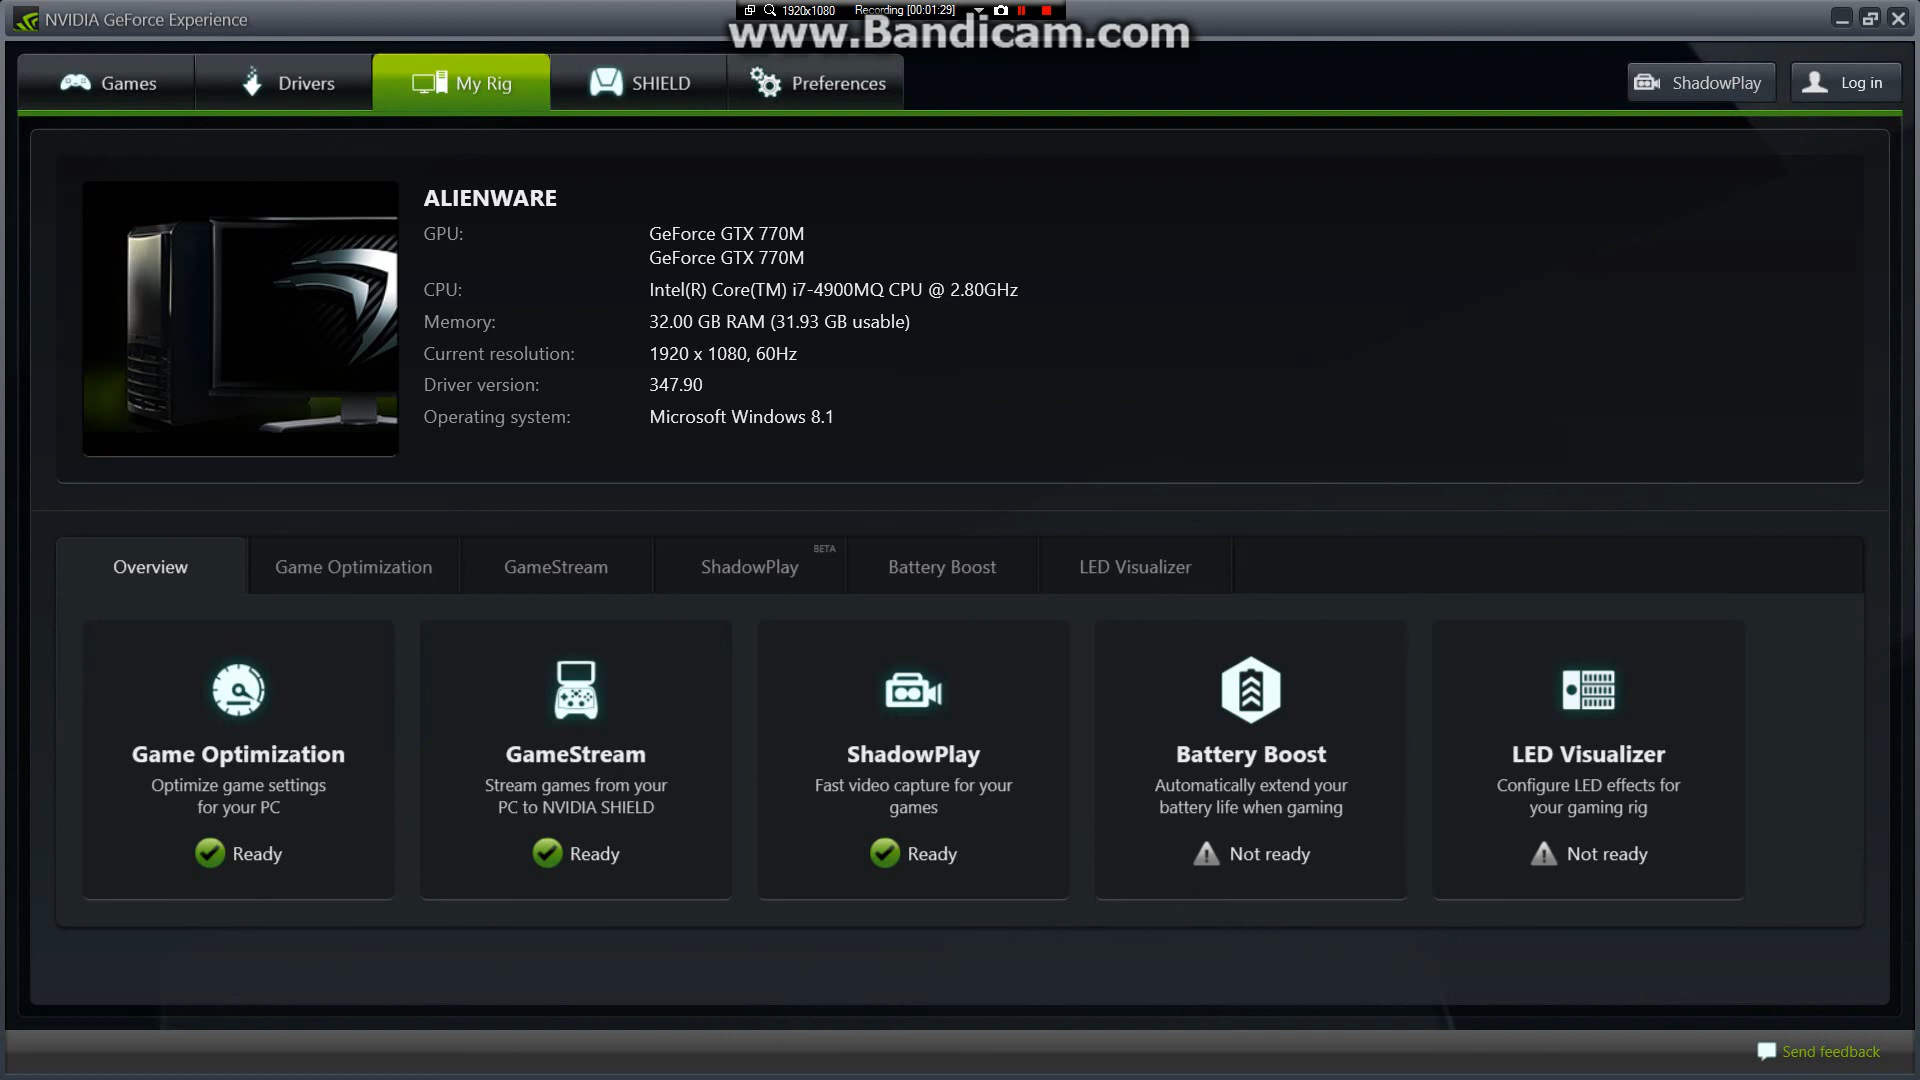 NVIDIA GeForce Experience
1920x1080 Recording [00:01:29]
www.Bandicam.com
Games
Drivers
My Rig
SHIELD
Preferences
ShadowPlay
Log in
ALIENWARE
GPU: GeForce GTX 770M
GeForce GTX 770M
CPU: Intel(R) Core(TM) i7-4900MQ CPU @ 2.80GHz
Memory: 32.00 GB RAM (31.93 GB usable)
Current resolution: 1920 x 1080, 60Hz
Driver version: 347.90
Operating system: Microsoft Windows 8.1
Overview
Game Optimization
GameStream
ShadowPlay BETA
Battery Boost
LED Visualizer
Game Optimization
Optimize game settings
for your PC
Ready
GameStream
Stream games from your
PC to NVIDIA SHIELD
Ready
ShadowPlay
Fast video capture for your
games
Ready
Battery Boost
Automatically extend your
battery life when gaming
Not ready
LED Visualizer
Configure LED effects for
your gaming rig
Not ready
Send feedback